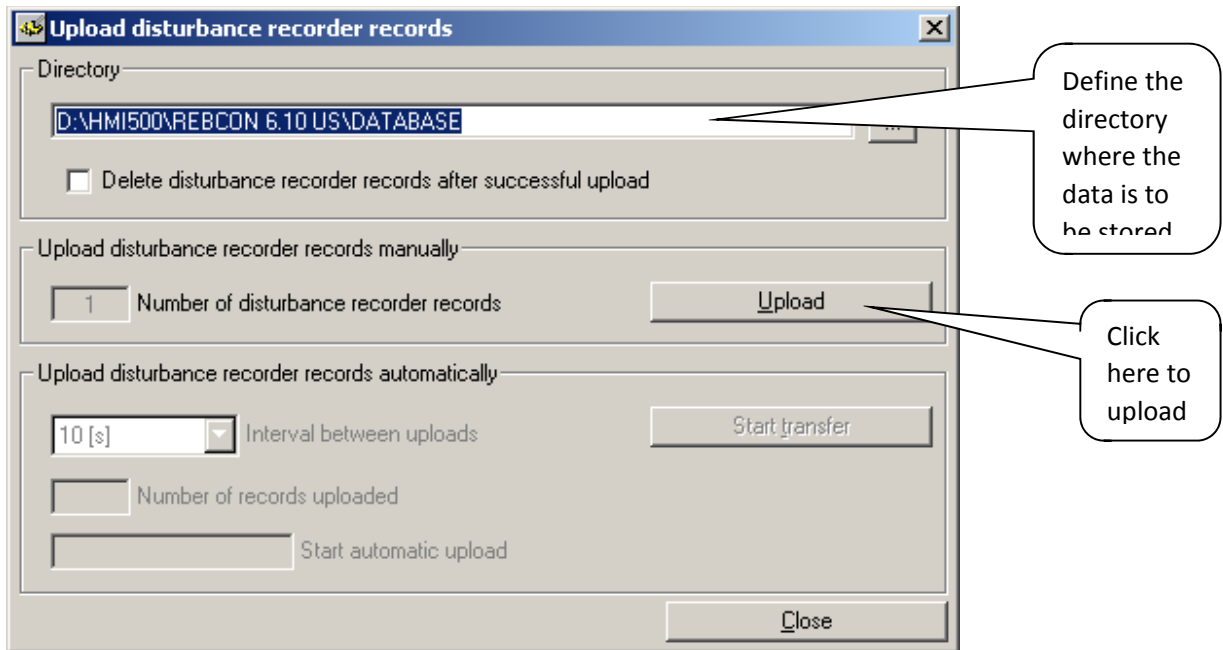 Upload disturbance recorder records
Directory
D:\HMI500\REBCON 6.10 US\DATABASE
...
Delete disturbance recorder records after successful upload
Upload disturbance recorder records manually
1 Number of disturbance recorder records Upload
Upload disturbance recorder records automatically
10 [s] Interval between uploads Start transfer
Number of records uploaded
Start automatic upload
Close
Define the
directory
where the
data is to
be stored
Click
here to
upload